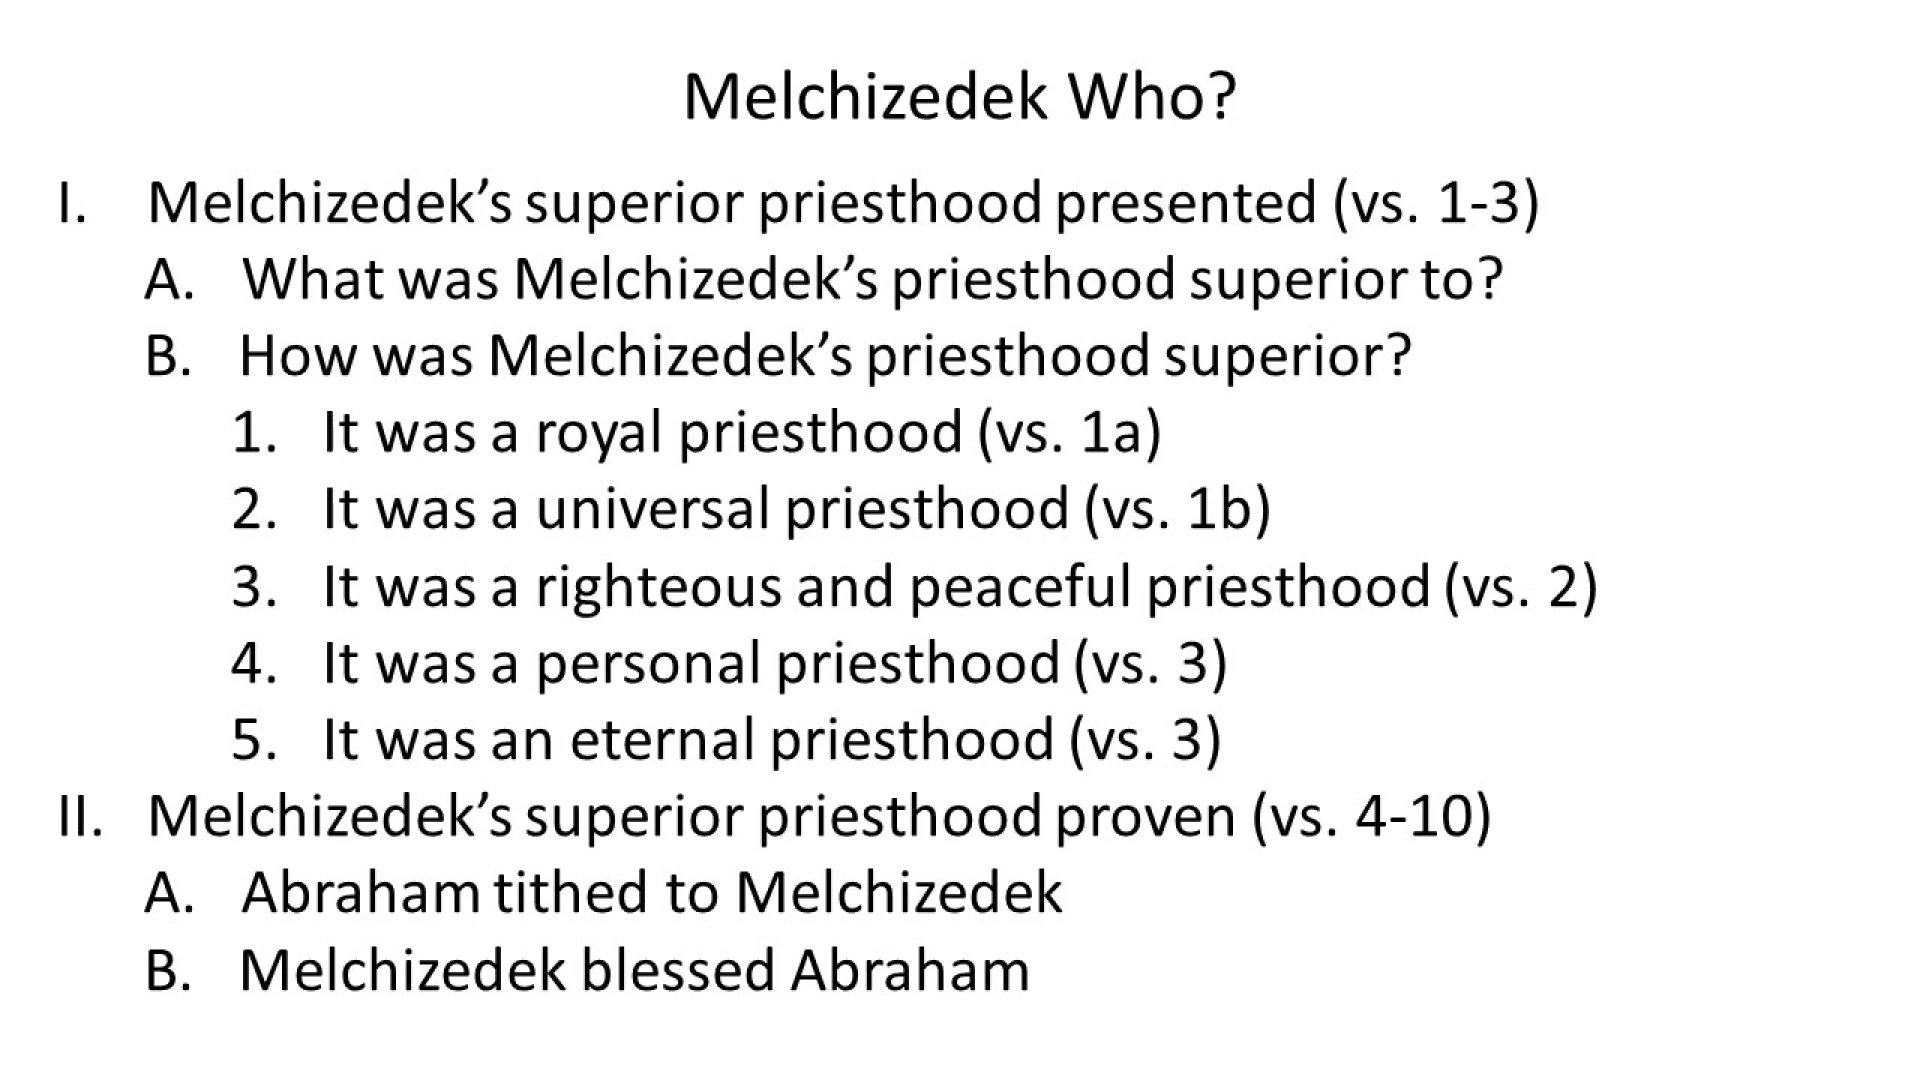 Melchizedek Who?
I. Melchizedek’s superior priesthood presented (vs. 1-3)
A. What was Melchizedek’s priesthood superior to?
B. How was Melchizedek’s priesthood superior?
1. It was a royal priesthood (vs. 1a)
2. It was a universal priesthood (vs. 1b)
3. It was a righteous and peaceful priesthood (vs. 2)
4. It was a personal priesthood (vs. 3)
5. It was an eternal priesthood (vs. 3)
II. Melchizedek’s superior priesthood proven (vs. 4-10)
A. Abraham tithed to Melchizedek
B. Melchizedek blessed Abraham